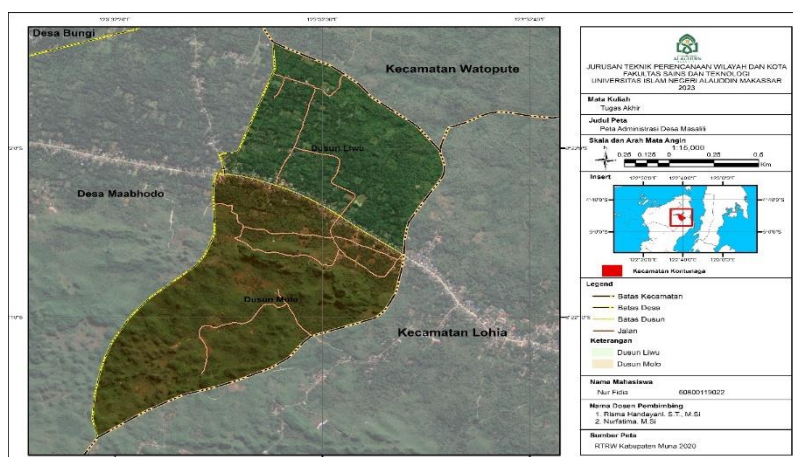 Desa Bungi
Kecamatan Watopute
Dusun Liwu
Desa Maabhodo
Dusun Molo
Kecamatan Lohia
JURUSAN TEKNIK PERENCANAAN WILAYAH DAN KOTA
FAKULTAS SAINS DAN TEKNOLOGI
UNIVERSITAS ISLAM NEGERI ALAUDDIN MAKASSAR
2023
Mata Kuliah
Tugas Akhir
Judul Peta
Peta Administrasi Desa Masalili
Skala dan Arah Mata Angin
Km
Insert
Kecamatan Kontunaga
Legend
Batas Kecamatan
Batas Desa
Batas Dusun
Jalan
Keterangan
Dusun Liwu
Dusun Molo
Nama Mahasiswa
Nur Fidia 60800119022
Nama Dosen Pembimbing
1. Risma Handayani, S.T., M.Si
2. Nurfatima, M.Si
Sumber Peta
RTRW Kabupaten Muna 2020